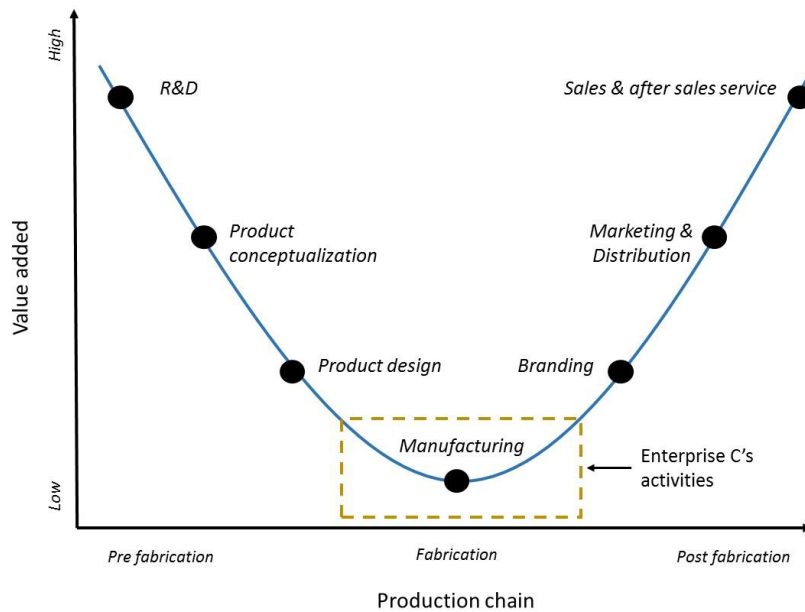 High
R&D
Sales & after sales service
Product
conceptualization
Marketing &
Distribution
Value added
Product design
Branding
Manufacturing
Enterprise C's
activities
Low
Pre fabrication
Fabrication
Post fabrication
Production chain